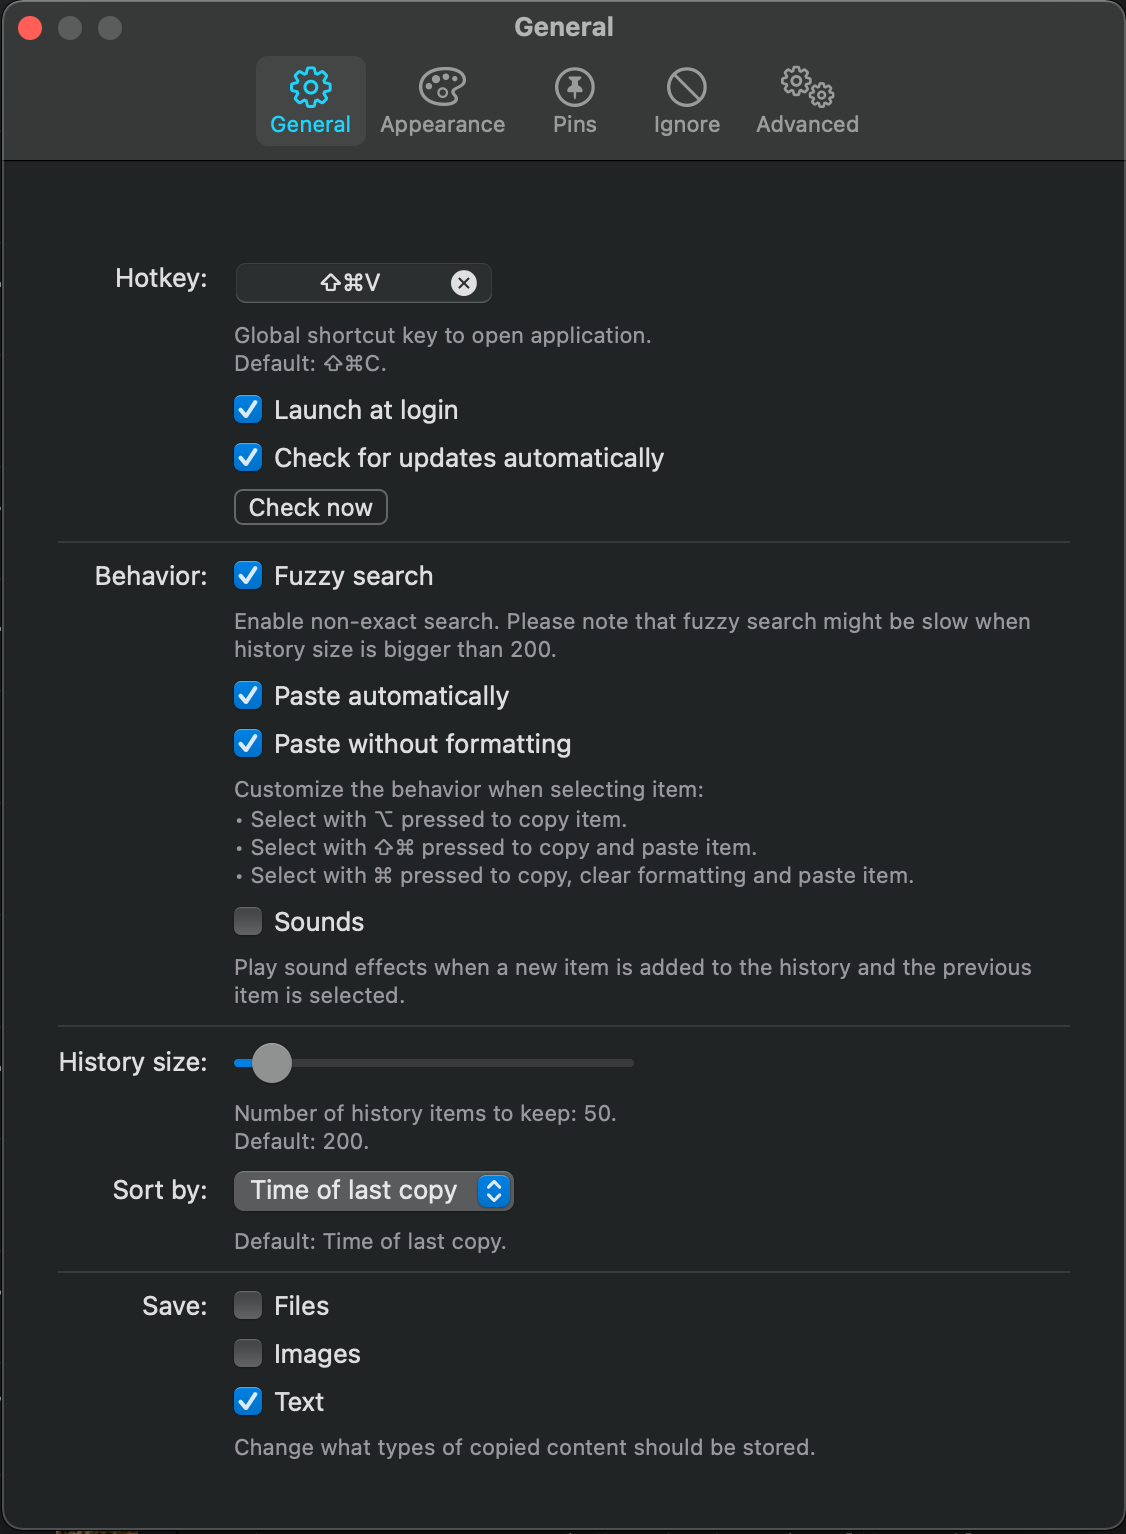 General
General
Appearance
Pins
Ignore
Advanced
Hotkey:
⇧⌘V
Global shortcut key to open application.
Default: ⇧⌘C.
Launch at login
Check for updates automatically
Check now
Behavior:
Fuzzy search
Enable non-exact search. Please note that fuzzy search might be slow when
history size is bigger than 200.
Paste automatically
Paste without formatting
Customize the behavior when selecting item:
• Select with ⌥ pressed to copy item.
• Select with ⇧⌘ pressed to copy and paste item.
• Select with ⌘ pressed to copy, clear formatting and paste item.
Sounds
Play sound effects when a new item is added to the history and the previous
item is selected.
History size:
Number of history items to keep: 50.
Default: 200.
Sort by:
Time of last copy
Default: Time of last copy.
Save:
Files
Images
Text
Change what types of copied content should be stored.